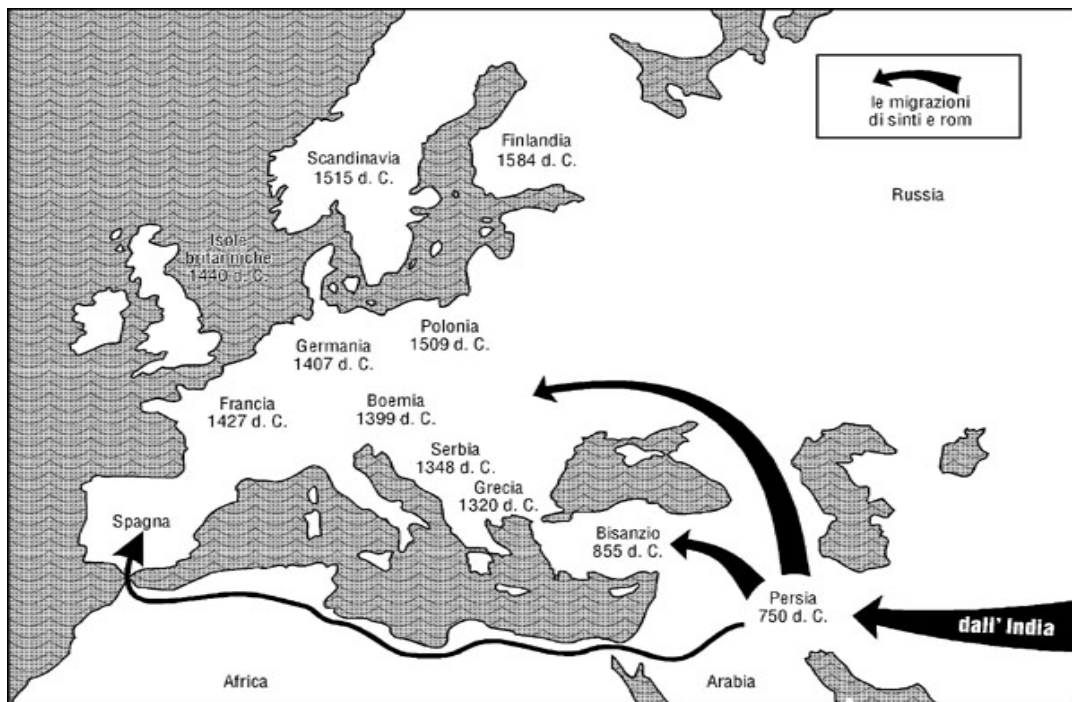 le migrazioni
di sinti e rom
Finlandia
1584 d. C.
Scandinavia
1515 d. C.
Russia
Isole
britanniche
1440 d. C.
Polonia
1509 d. C.
Germania
1407 d. C.
Francia
1427 d. C.
Boemia
1399 d. C.
Serbia
1348 d. C.
Grecia
1320 d. C.
Spagna
Bisanzio
855 d. C.
Persia
750 d. C.
dall' India
Africa
Arabia